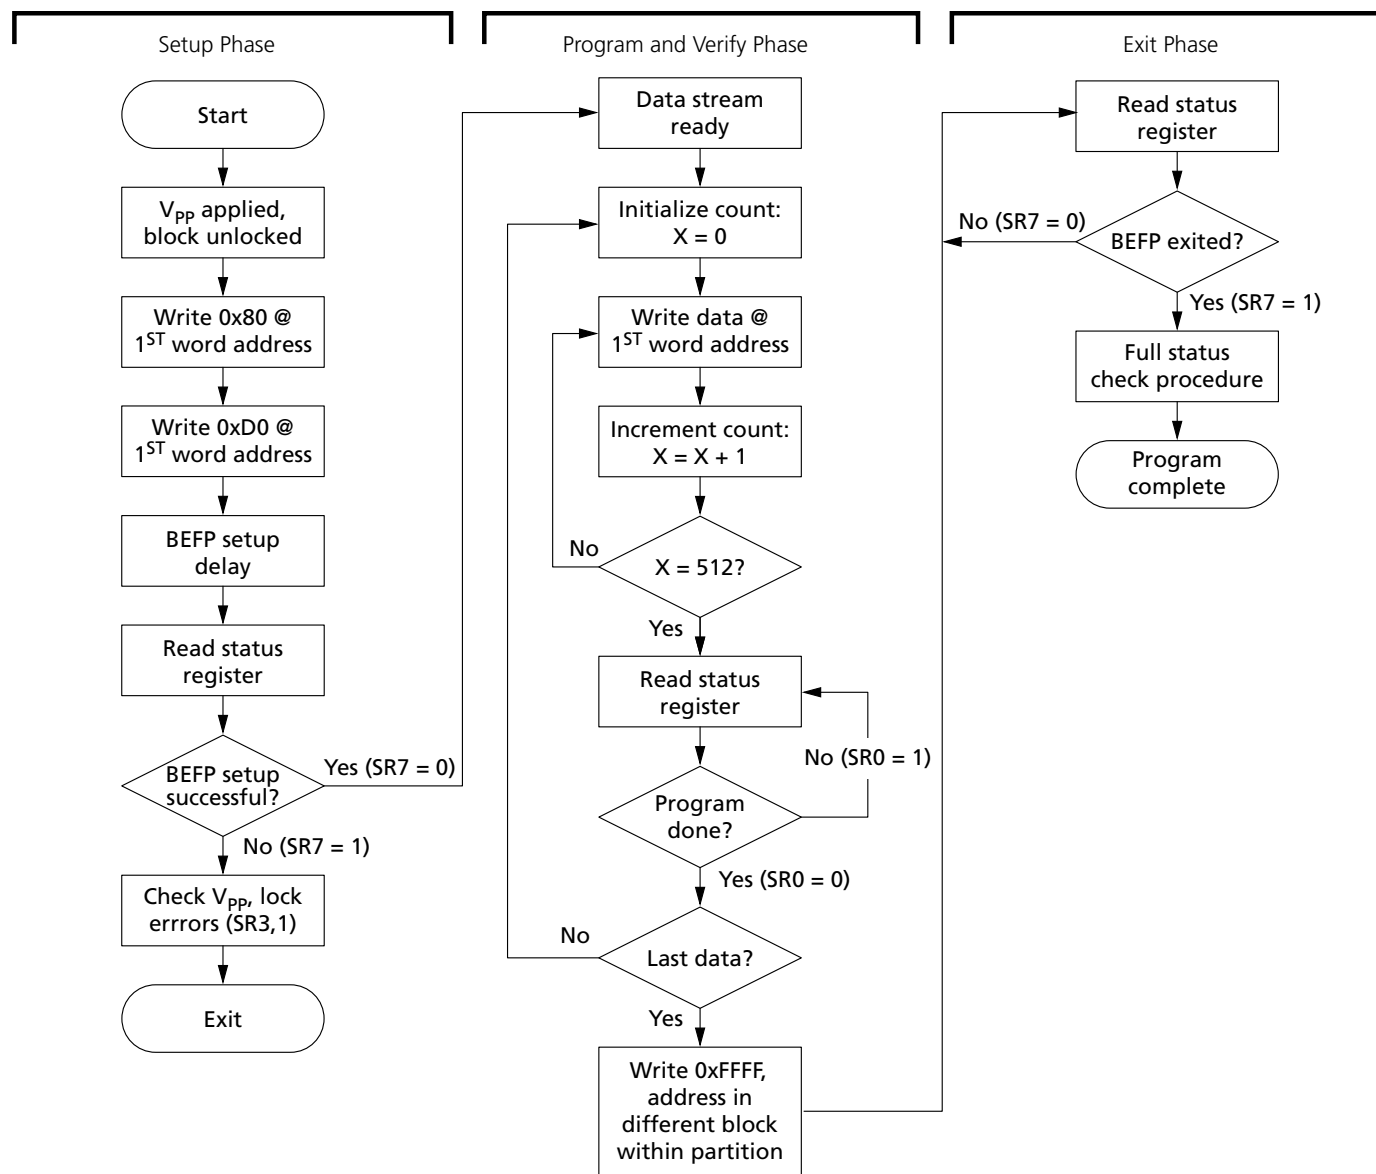 Setup Phase
Start
VPP applied,
block unlocked
Write 0x80 @
1ST word address
Write 0xD0 @
1ST word address
BEFP setup
delay
Read status
register
BEFP setup
successful?
Yes (SR7 = 0)
No (SR7 = 1)
Check VPP, lock
errrors (SR3,1)
Exit
Program and Verify Phase
Data stream
ready
Initialize count:
X = 0
Write data @
1ST word address
Increment count:
X = X + 1
No
X = 512?
Yes
Read status
register
No (SR0 = 1)
Program
done?
Yes (SR0 = 0)
No
Last data?
Yes
Write 0xFFFF,
address in
different block
within partition
Exit Phase
Read status
register
No (SR7 = 0)
BEFP exited?
Yes (SR7 = 1)
Full status
check procedure
Program
complete